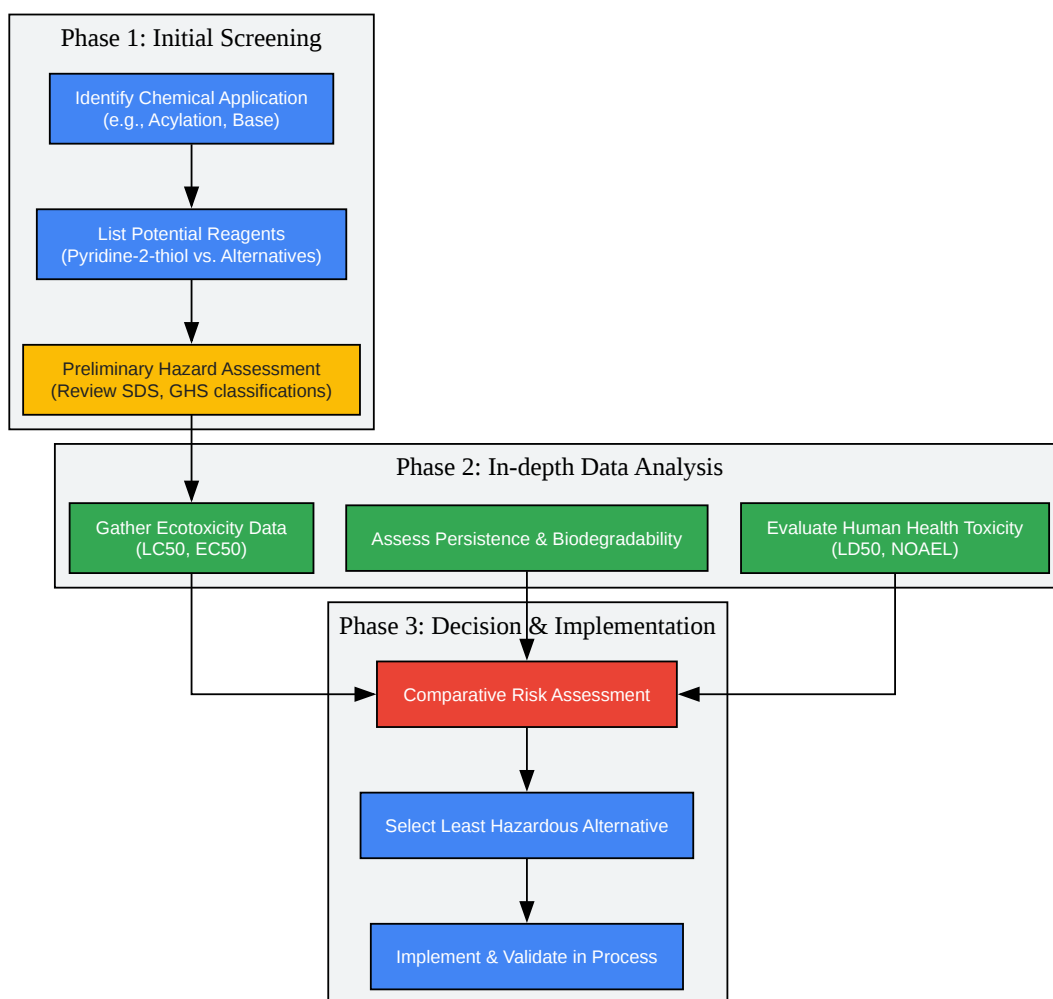 Phase 1: Initial Screening
Identify Chemical Application
(e.g., Acylation, Base)
List Potential Reagents
(Pyridine-2-thiol vs. Alternatives)
Preliminary Hazard Assessment
(Review SDS, GHS classifications)
Phase 2: In-depth Data Analysis
Gather Ecotoxicity Data
(LC50, EC50)
Assess Persistence & Biodegradability
Evaluate Human Health Toxicity
(LD50, NOAEL)
Phase 3: Decision & Implementation
Comparative Risk Assessment
Select Least Hazardous Alternative
Implement & Validate in Process